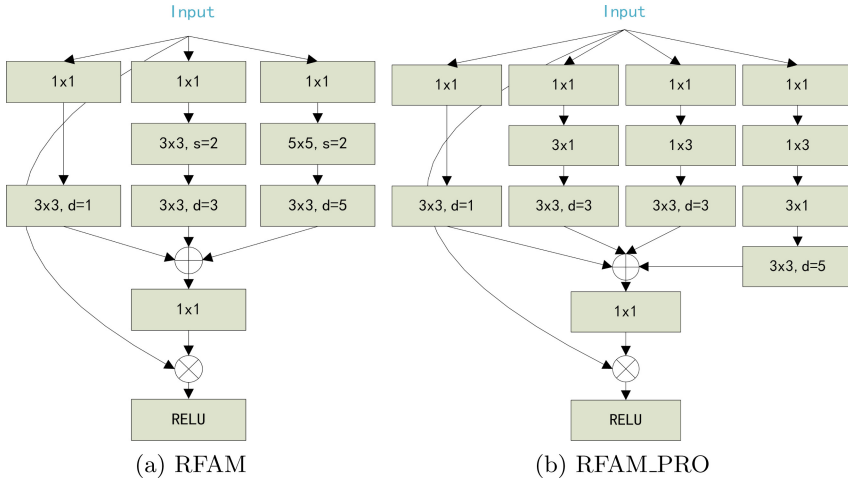 Input
1x1
1x1
1x1
3x3, s=2
5x5, s=2
3x3, d=1
3x3, d=3
3x3, d=5
1x1
RELU
(a) RFAM
Input
1x1
1x1
1x1
1x1
3x1
1x3
1x3
3x3, d=1
3x3, d=3
3x3, d=3
3x1
3x3, d=5
1x1
RELU
(b) RFAM_PRO